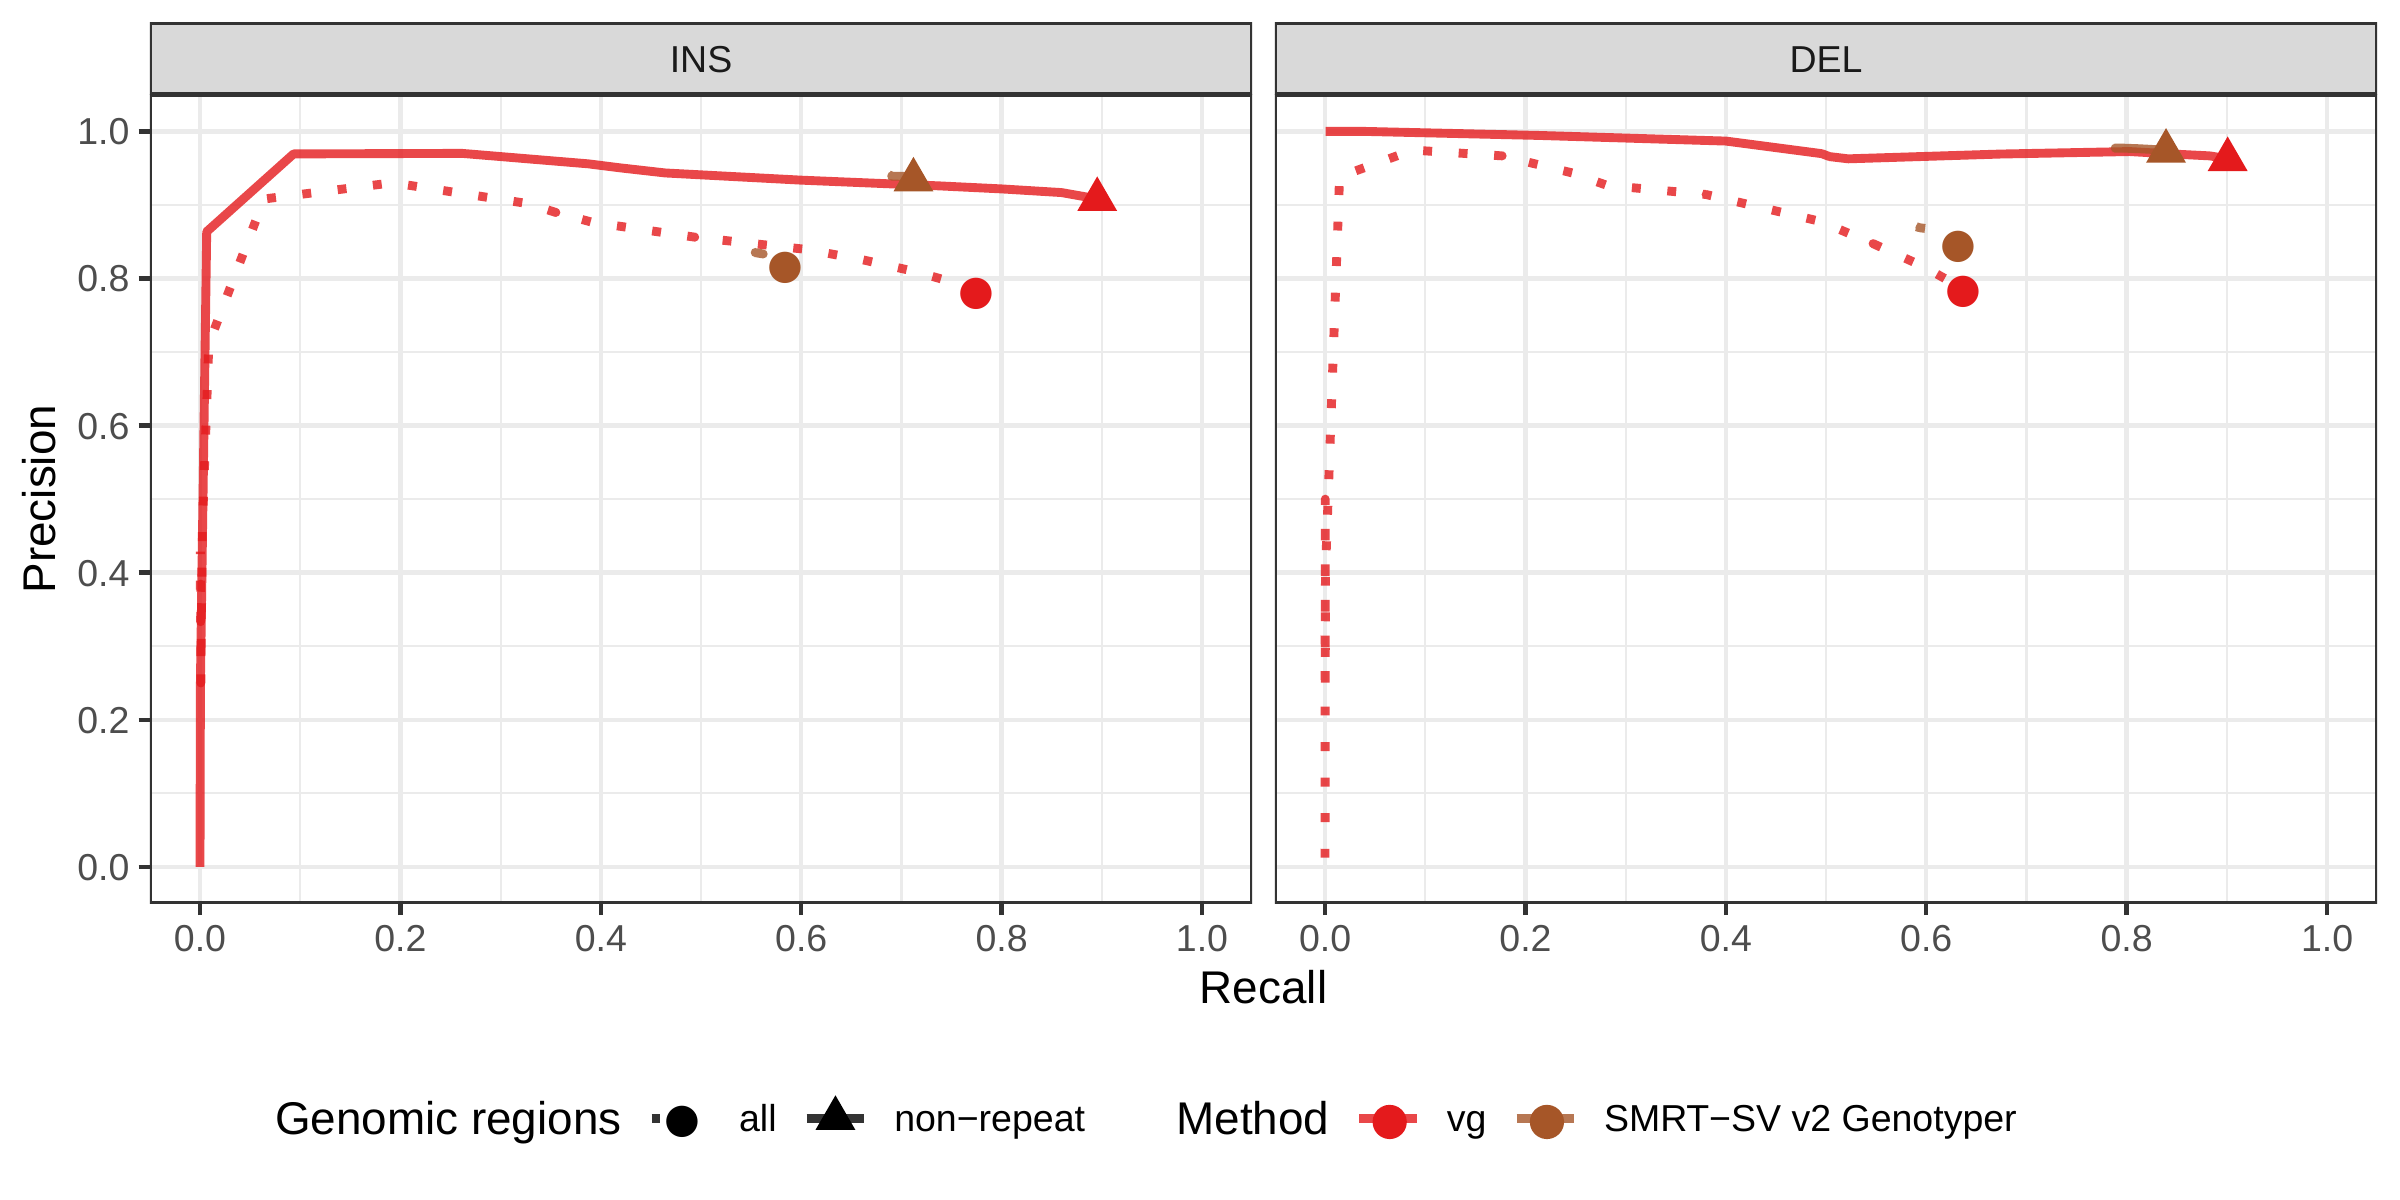 INS DEL
Precision
1.0
0.8
0.6
0.4
0.2
0.0
0.0 0.2 0.4 0.6 0.8 1.0 0.0 0.2 0.4 0.6 0.8 1.0
Recall
Genomic regions all non−repeat Method vg SMRT−SV v2 Genotyper